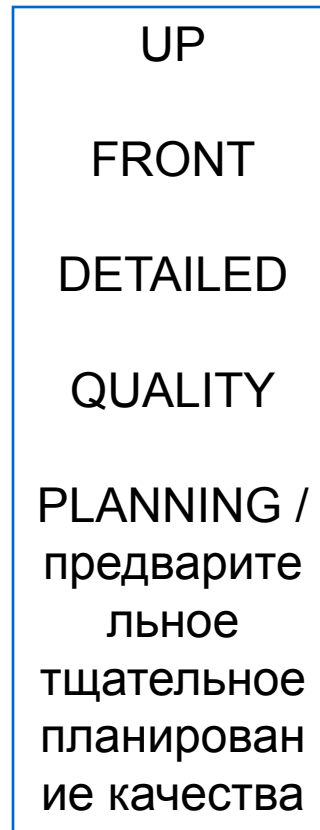 UP
FRONT
DETAILED
QUALITY
PLANNING /
предварите
льное
тщательное
планирован
ие качества